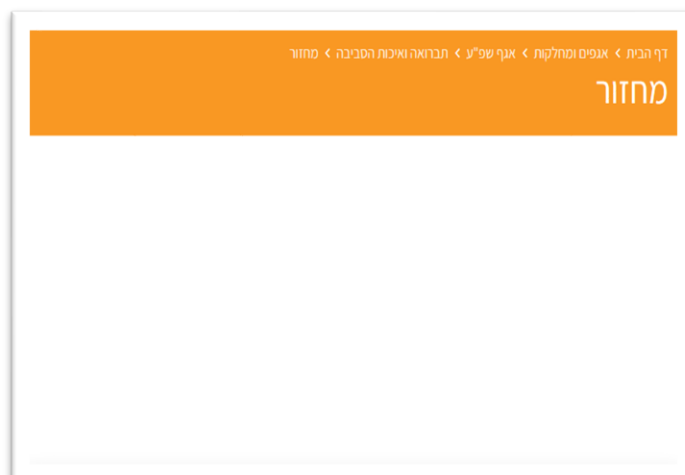 דף הבית › אגפים ומחלקות › אגף שפ"ע › תברואה ואיכות הסביבה › מחזור
מחזור